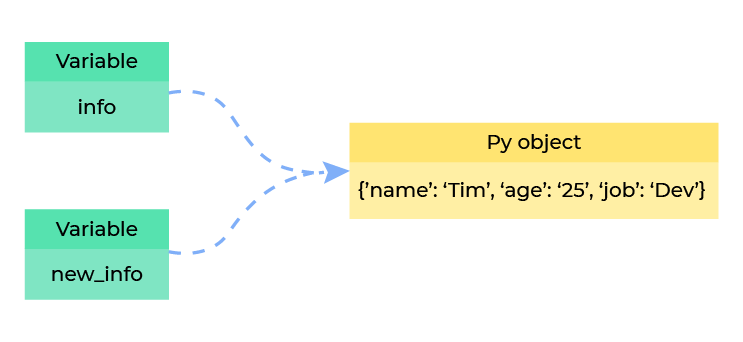 Variable
info
Py object
{’name’: ‘Tim’, ‘age’: ‘25’, ‘job’: ‘Dev’}
Variable
new_info